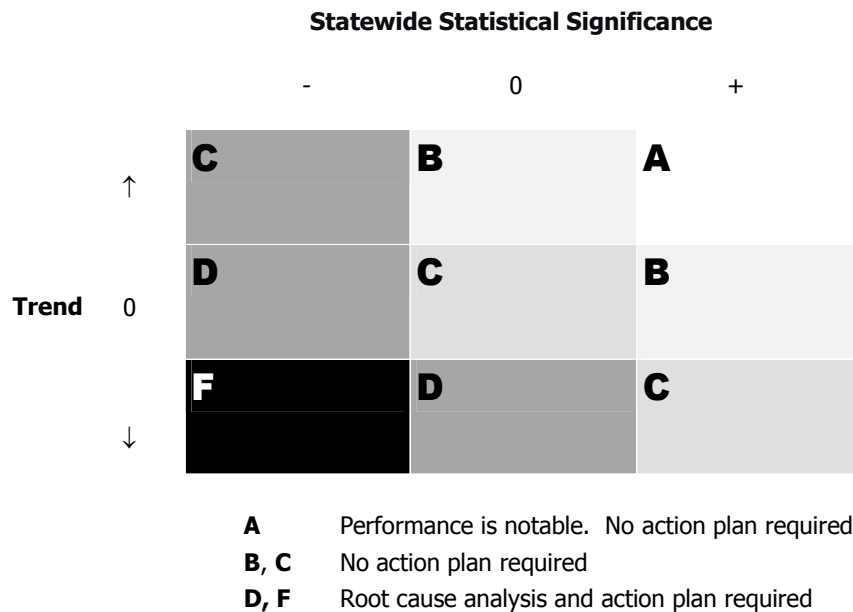 Statewide Statistical Significance
- 0 +
↑ C B A
Trend 0 D C B
↓ F D C
A Performance is notable. No action plan required
B, C No action plan required
D, F Root cause analysis and action plan required